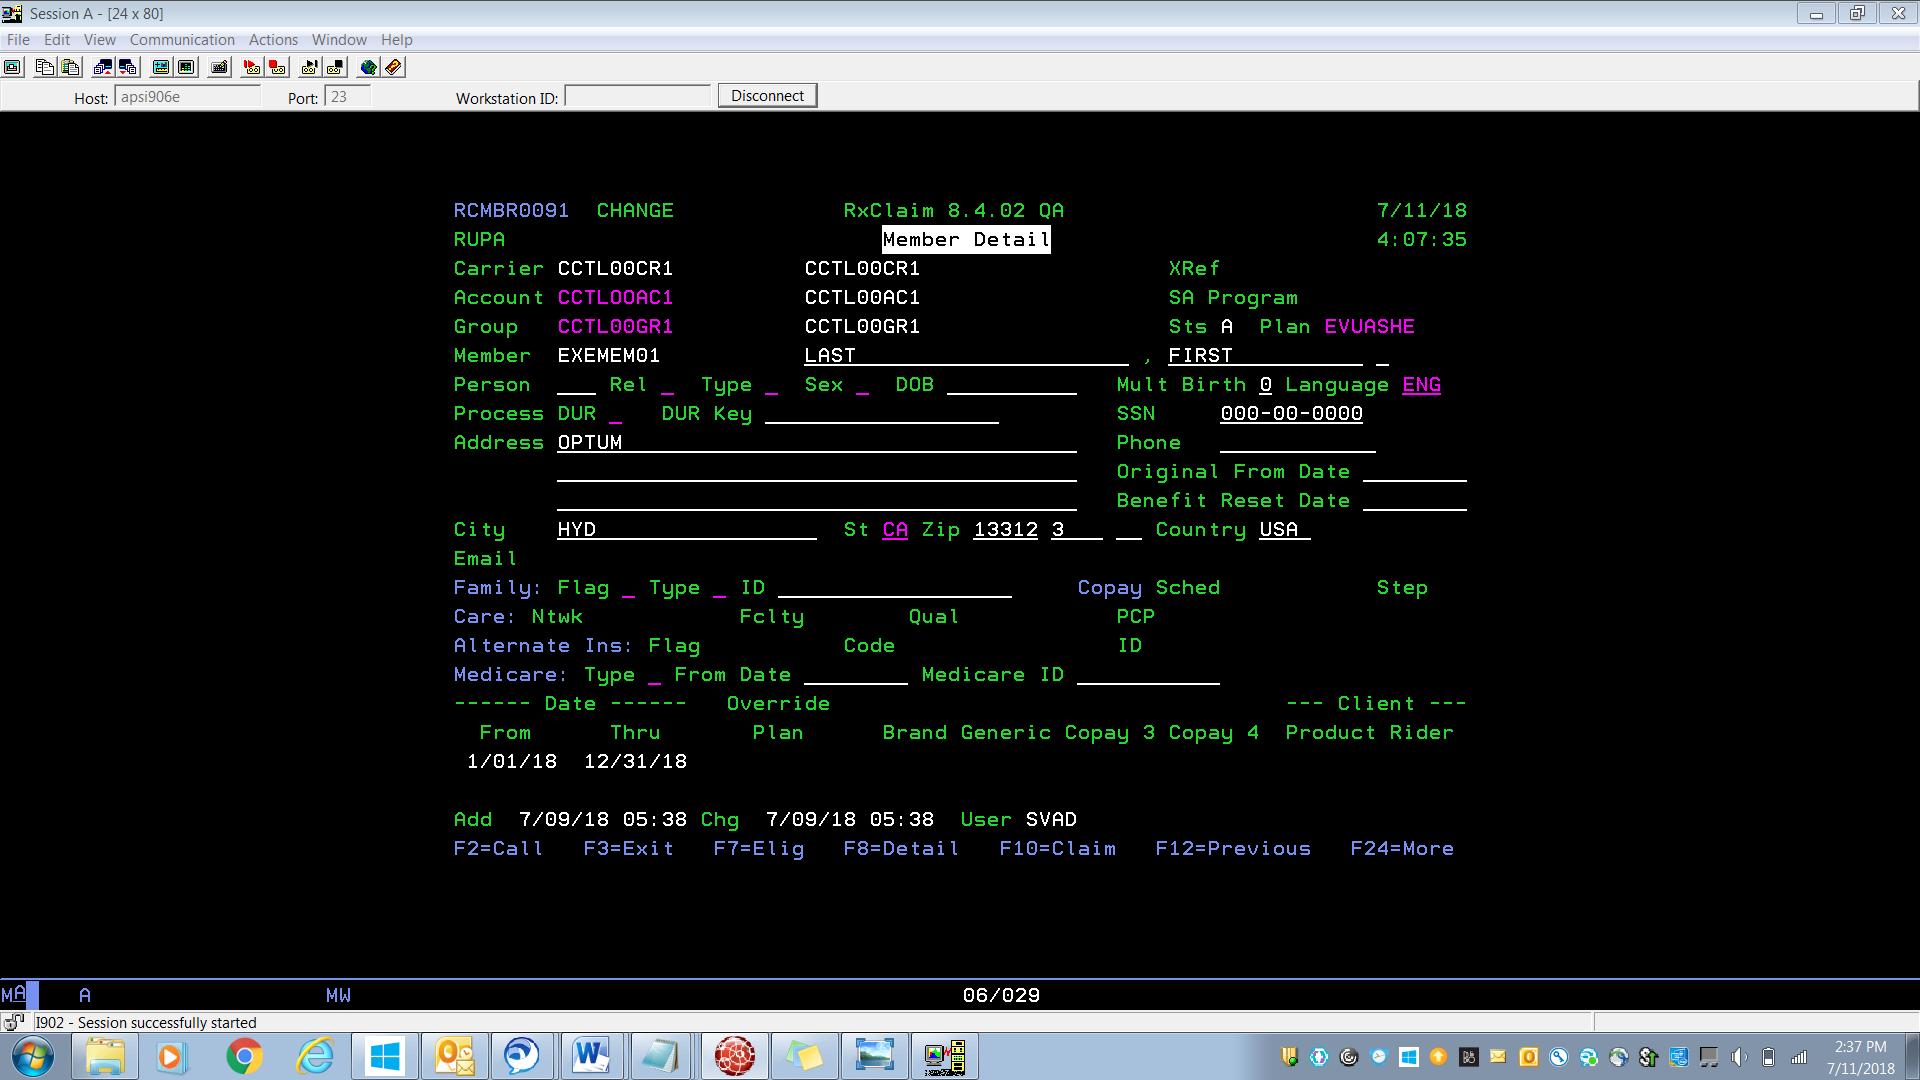 Session A - [24 x 80]
File Edit View Communication Actions Window Help
Host: apsi906e Port: 23 Workstation ID: Disconnect
RCMBR0091 CHANGE RxClaim 8.4.02 QA 7/11/18
RUPA Member Detail 4:07:35
Carrier CCTL00CR1 CCTL00CR1 XRef
Account CCTL00AC1 CCTL00AC1 SA Program
Group CCTL00GR1 CCTL00GR1 Sts A Plan EVUASHE
Member EXEMEM01 LAST , FIRST
Person Rel Type Sex DOB Mult Birth 0 Language ENG
Process DUR DUR Key SSN 000-00-0000
Address OPTUM Phone
Original From Date
Benefit Reset Date
City HYD St CA Zip 13312 3 Country USA
Email
Family: Flag Type ID Copay Sched Step
Care: Ntwk Fclty Qual PCP
Alternate Ins: Flag Code ID
Medicare: Type From Date Medicare ID
------ Date ------ Override --- Client ---
From Thru Plan Brand Generic Copay 3 Copay 4 Product Rider
1/01/18 12/31/18
Add 7/09/18 05:38 Chg 7/09/18 05:38 User SVAD
F2=Call F3=Exit F7=Elig F8=Detail F10=Claim F12=Previous F24=More
MA A MW 06/029
I902 - Session successfully started
2:37 PM
7/11/2018